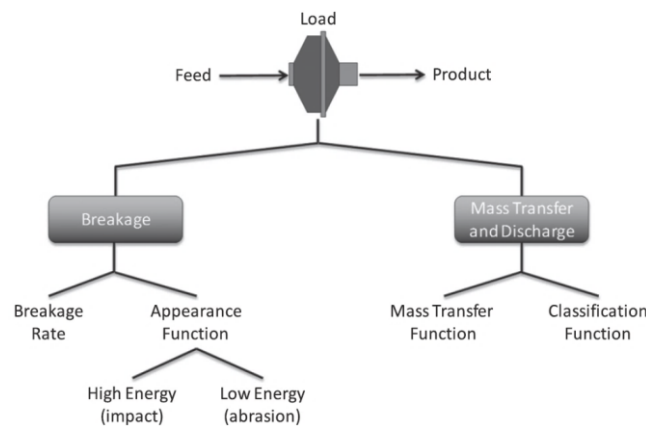 Load
Feed
Product
Breakage
Mass Transfer
and Discharge
Breakage
Rate
Appearance
Function
Mass Transfer
Function
Classification
Function
High Energy
(impact)
Low Energy
(abrasion)